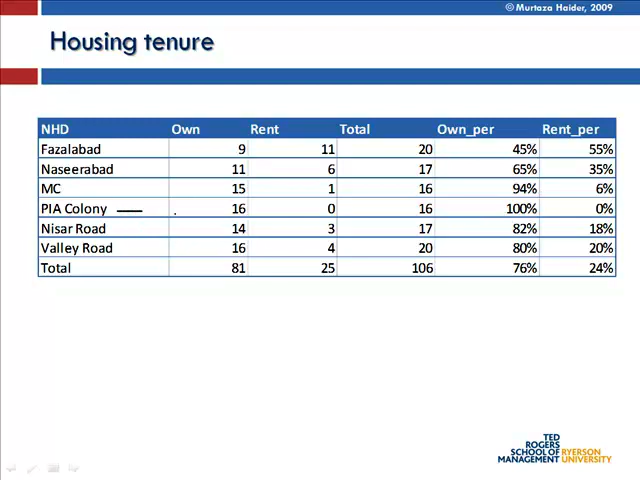 © Murtaza Haider, 2009
Housing tenure
NHD Own Rent Total Own_per Rent_per
Fazalabad 9 11 20 45% 55%
Naseerabad 11 6 17 65% 35%
MC 15 1 16 94% 6%
PIA Colony 16 0 16 100% 0%
Nisar Road 14 3 17 82% 18%
Valley Road 16 4 20 80% 20%
Total 81 25 106 76% 24%
TED
ROGERS
SCHOOL OF RYERSON
MANAGEMENT UNIVERSITY